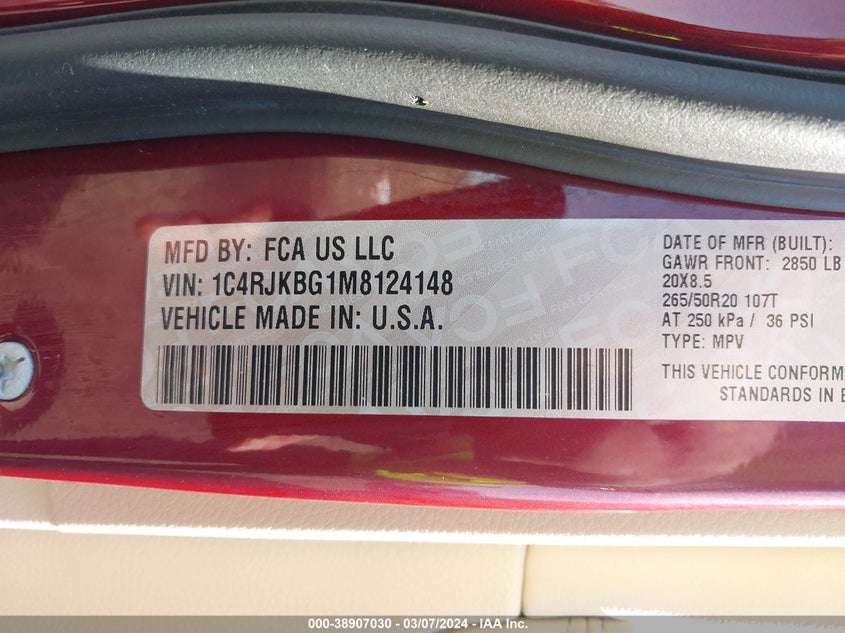 MFD BY: FCA US LLC
VIN: 1C4RJKBG1M8124148
VEHICLE MADE IN: U.S.A.
DATE OF MFR (BUILT):
GAWR FRONT: 2850 LB
20X8.5
265/50R20 107T
AT 250 kPa / 36 PSI
TYPE: MPV
THIS VEHICLE CONFORM
STANDARDS IN E
000-38907030 - 03/07/2024 - IAA Inc.